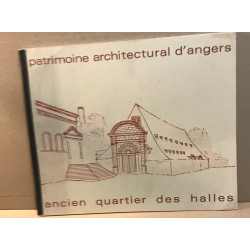 patrimoine architectural d'angers
ancien quartier des halles